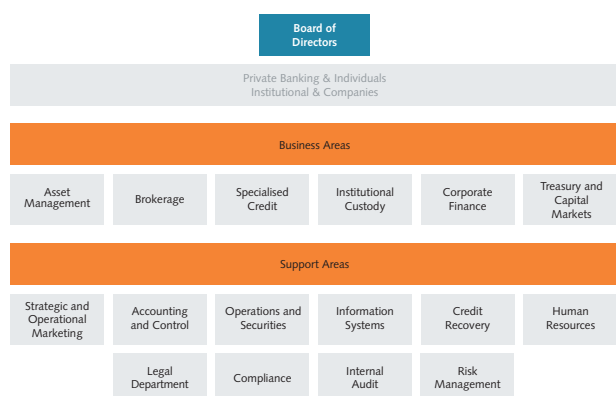 Board of
Directors
Private Banking & Individuals
Institutional & Companies
Business Areas
Asset
Management
Brokerage
Specialised
Credit
Institutional
Custody
Corporate
Finance
Treasury and
Capital
Markets
Support Areas
Strategic and
Operational
Marketing
Accounting
and Control
Operations and
Securities
Information
Systems
Credit
Recovery
Human
Resources
Legal
Department
Compliance
Internal
Audit
Risk
Management